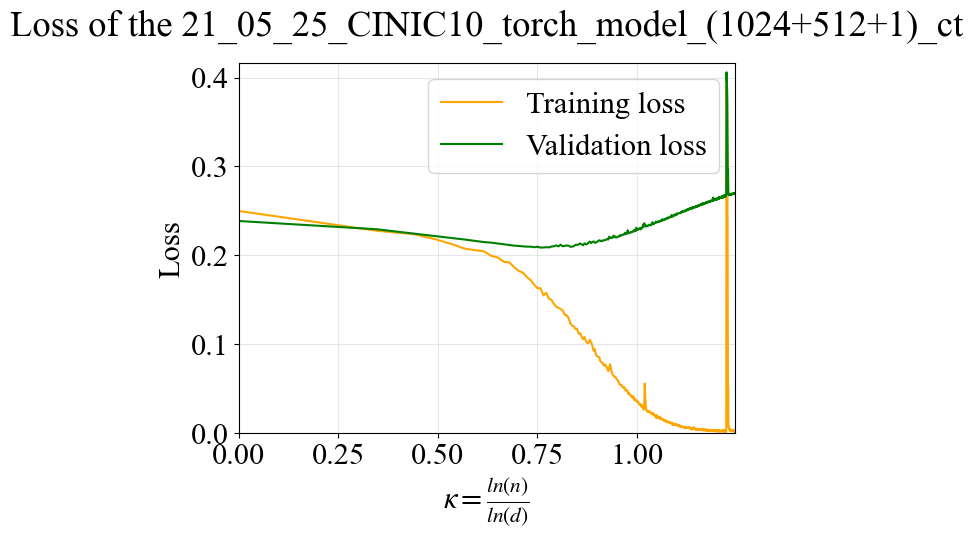 Loss of the 21_05_25_CINIC10_torch_model_(1024+512+1)_ct
Training loss
Validation loss
Loss
0.4
0.3
0.2
0.1
0.0
0.00 0.25 0.50 0.75 1.00
κ = ln(n) / ln(d)